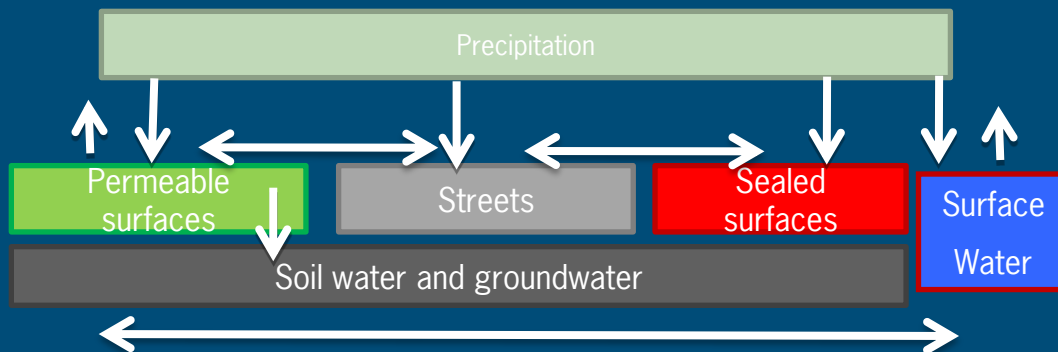 Precipitation
Permeable
surfaces
Streets
Sealed
surfaces
Surface
Water
Soil water and groundwater